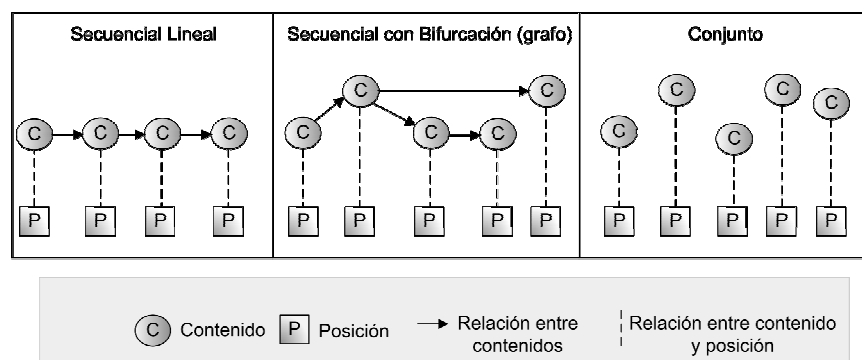 Secuencial Lineal
Secuencial con Bifurcación (grafo)
Conjunto
C C C C
P P P P
C C
C C C
P P P P P
C C C
C C
P P P P P
C Contenido P Posición Relación entre contenidos Relación entre contenido y posición